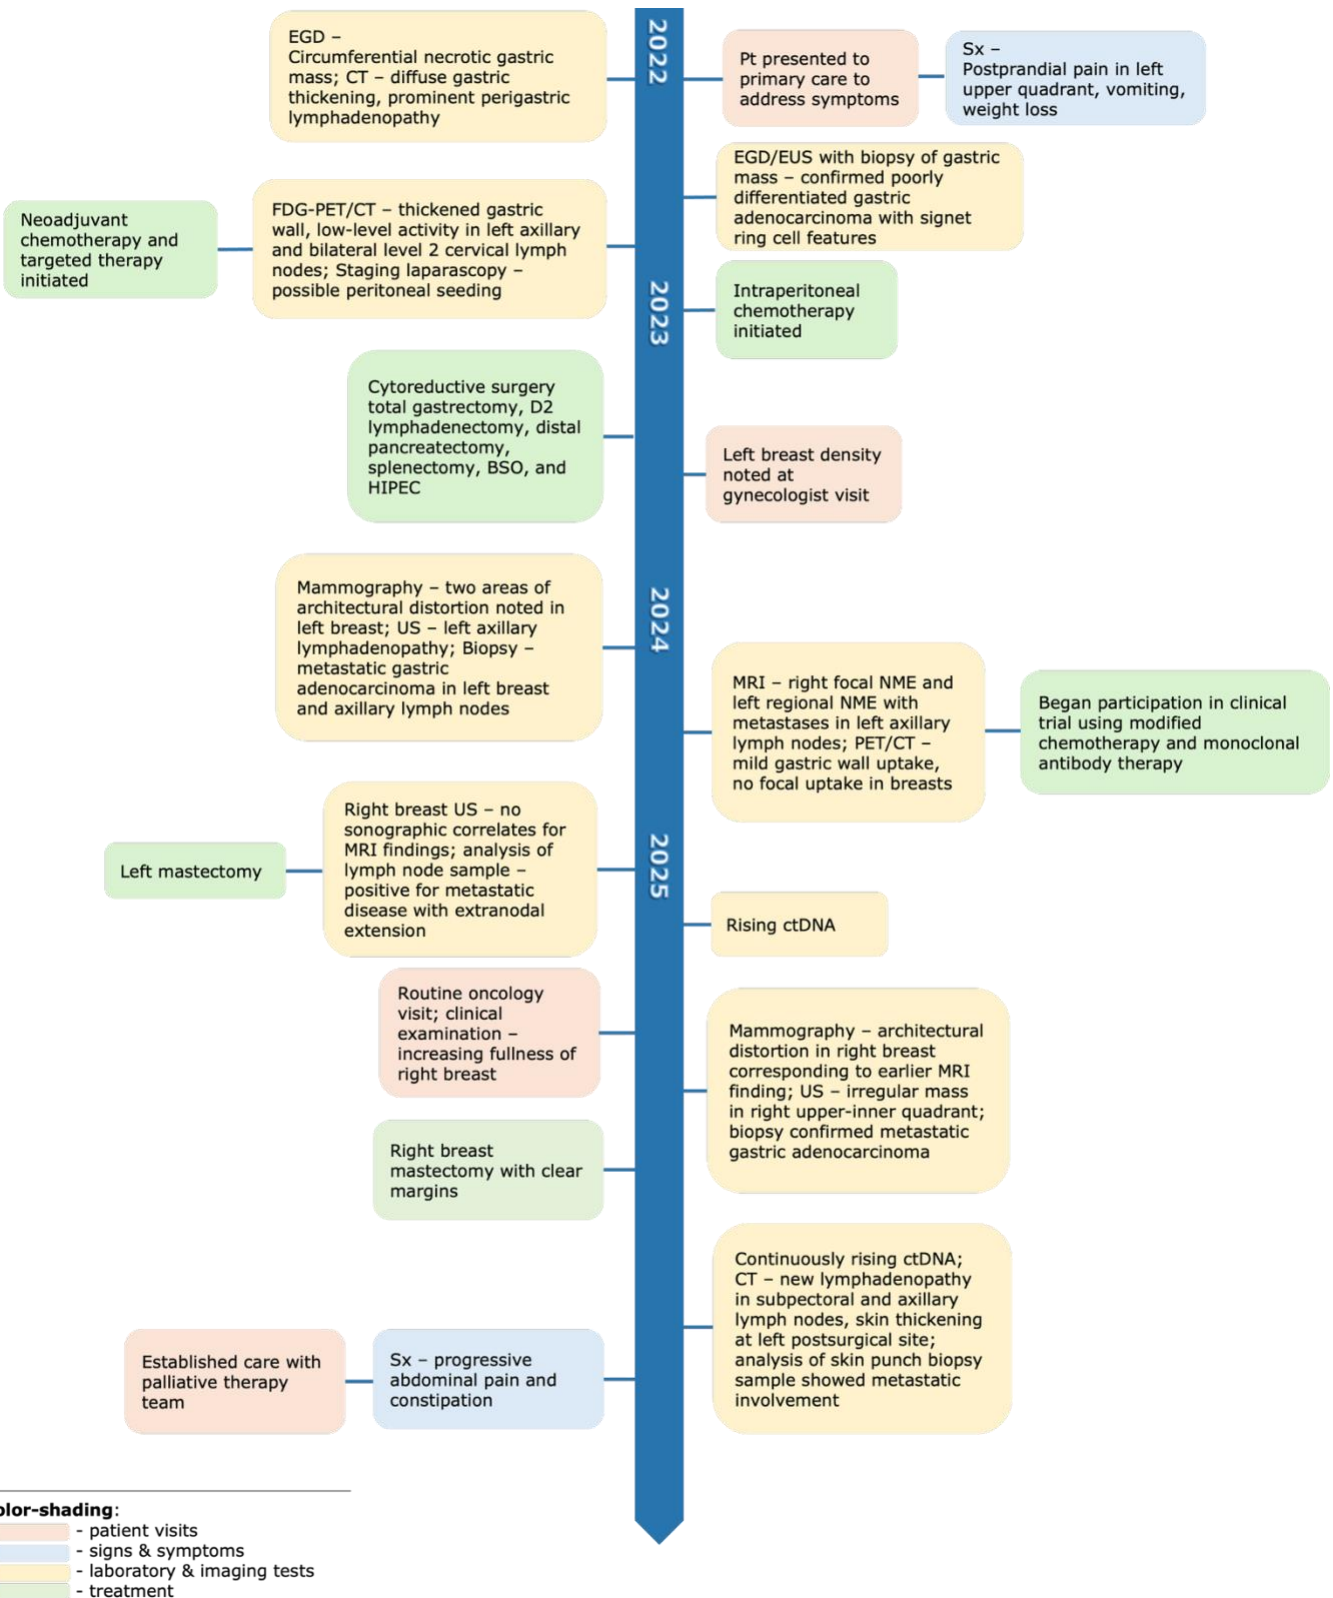 2022
EGD –
Circumferential necrotic gastric
mass; CT – diffuse gastric
thickening, prominent perigastric
lymphadenopathy
Pt presented to
primary care to
address symptoms
Sx –
Postprandial pain in left
upper quadrant, vomiting,
weight loss
EGD/EUS with biopsy of gastric
mass – confirmed poorly
differentiated gastric
adenocarcinoma with signet
ring cell features
Neoadjuvant
chemotherapy and
targeted therapy
initiated
FDG-PET/CT – thickened gastric
wall, low-level activity in left axillary
and bilateral level 2 cervical lymph
nodes; Staging laparascopy –
possible peritoneal seeding
2023
Intraperitoneal
chemotherapy
initiated
Cytoreductive surgery
total gastrectomy, D2
lymphadenectomy, distal
pancreatectomy,
splenectomy, BSO, and
HIPEC
Left breast density
noted at
gynecologist visit
2024
Mammography – two areas of
architectural distortion noted in
left breast; US – left axillary
lymphadenopathy; Biopsy –
metastatic gastric
adenocarcinoma in left breast
and axillary lymph nodes
MRI – right focal NME and
left regional NME with
metastases in left axillary
lymph nodes; PET/CT –
mild gastric wall uptake,
no focal uptake in breasts
Began participation in clinical
trial using modified
chemotherapy and monoclonal
antibody therapy
2025
Left mastectomy
Right breast US – no
sonographic correlates for
MRI findings; analysis of
lymph node sample –
positive for metastatic
disease with extranodal
extension
Rising ctDNA
Routine oncology
visit; clinical
examination –
increasing fullness of
right breast
Mammography – architectural
distortion in right breast
corresponding to earlier MRI
finding; US – irregular mass
in right upper-inner quadrant;
biopsy confirmed metastatic
gastric adenocarcinoma
Right breast
mastectomy with clear
margins
Continuously rising ctDNA;
CT – new lymphadenopathy
in subpectoral and axillary
lymph nodes, skin thickening
at left postsurgical site;
analysis of skin punch biopsy
sample showed metastatic
involvement
Established care with
palliative therapy
team
Sx – progressive
abdominal pain and
constipation
olor-shading:
- patient visits
- signs & symptoms
- laboratory & imaging tests
- treatment